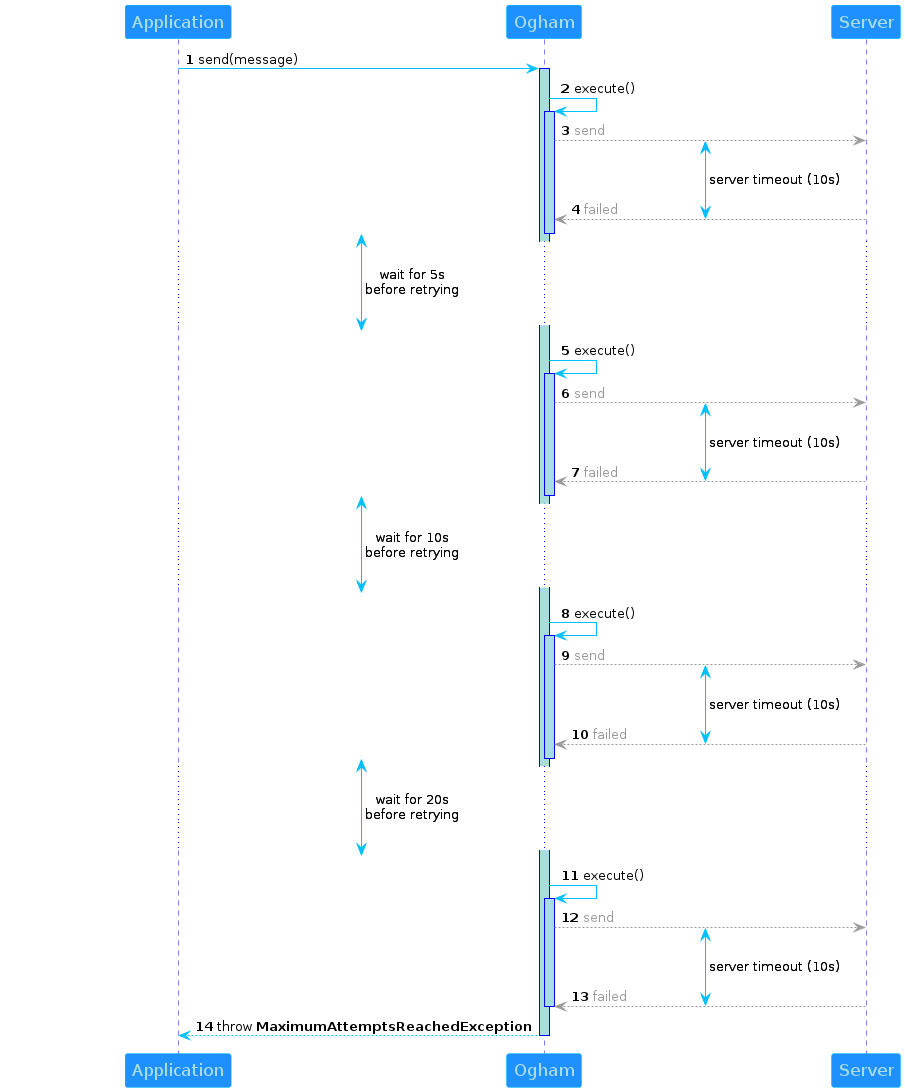 Application Ogham Server
1 send(message)
2 execute()
3 send
server timeout (10s)
4 failed
wait for 5s
before retrying
5 execute()
6 send
server timeout (10s)
7 failed
wait for 10s
before retrying
8 execute()
9 send
server timeout (10s)
10 failed
wait for 20s
before retrying
11 execute()
12 send
server timeout (10s)
13 failed
14 throw MaximumAttemptsReachedException
Application Ogham Server